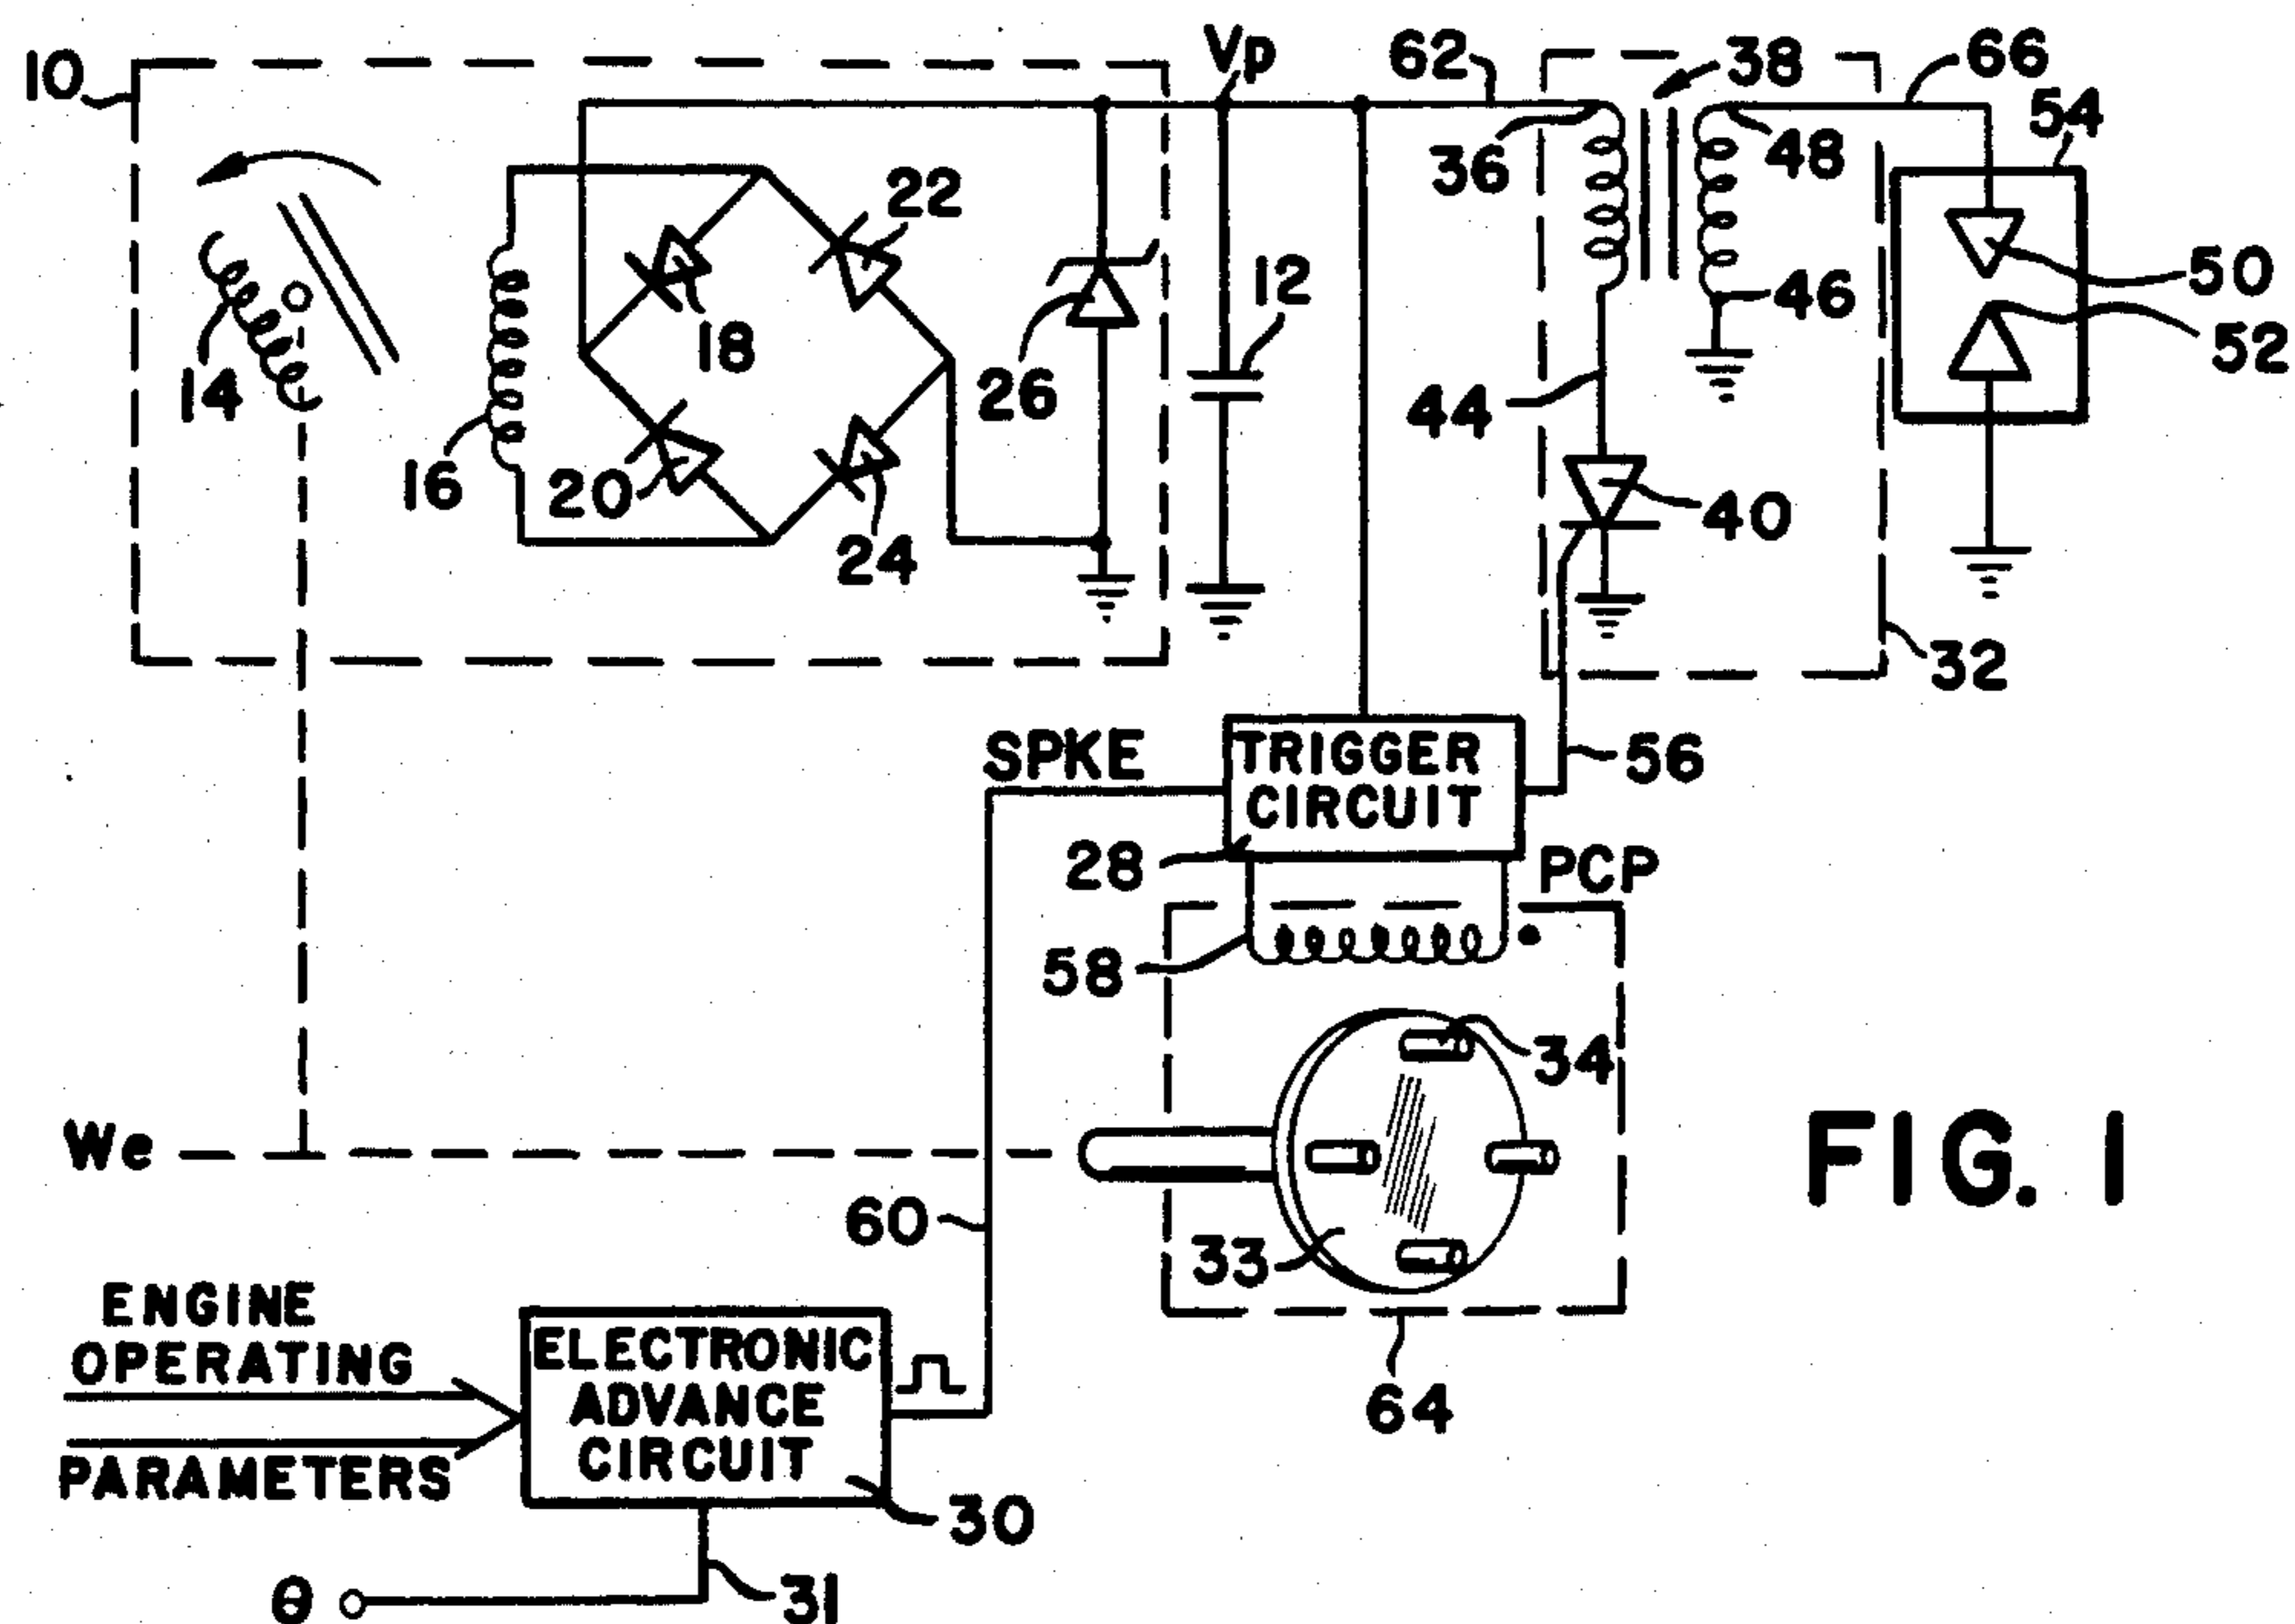 10
Vp
62
38
66
54
36
48
22
50
14
18
26
12
46
52
16
20
44
24
40
32
SPKE
TRIGGER
CIRCUIT
56
28
PCP
58
34
We
FIG. 1
60
33
ENGINE
OPERATING
PARAMETERS
ELECTRONIC
ADVANCE
CIRCUIT
64
30
θ
31